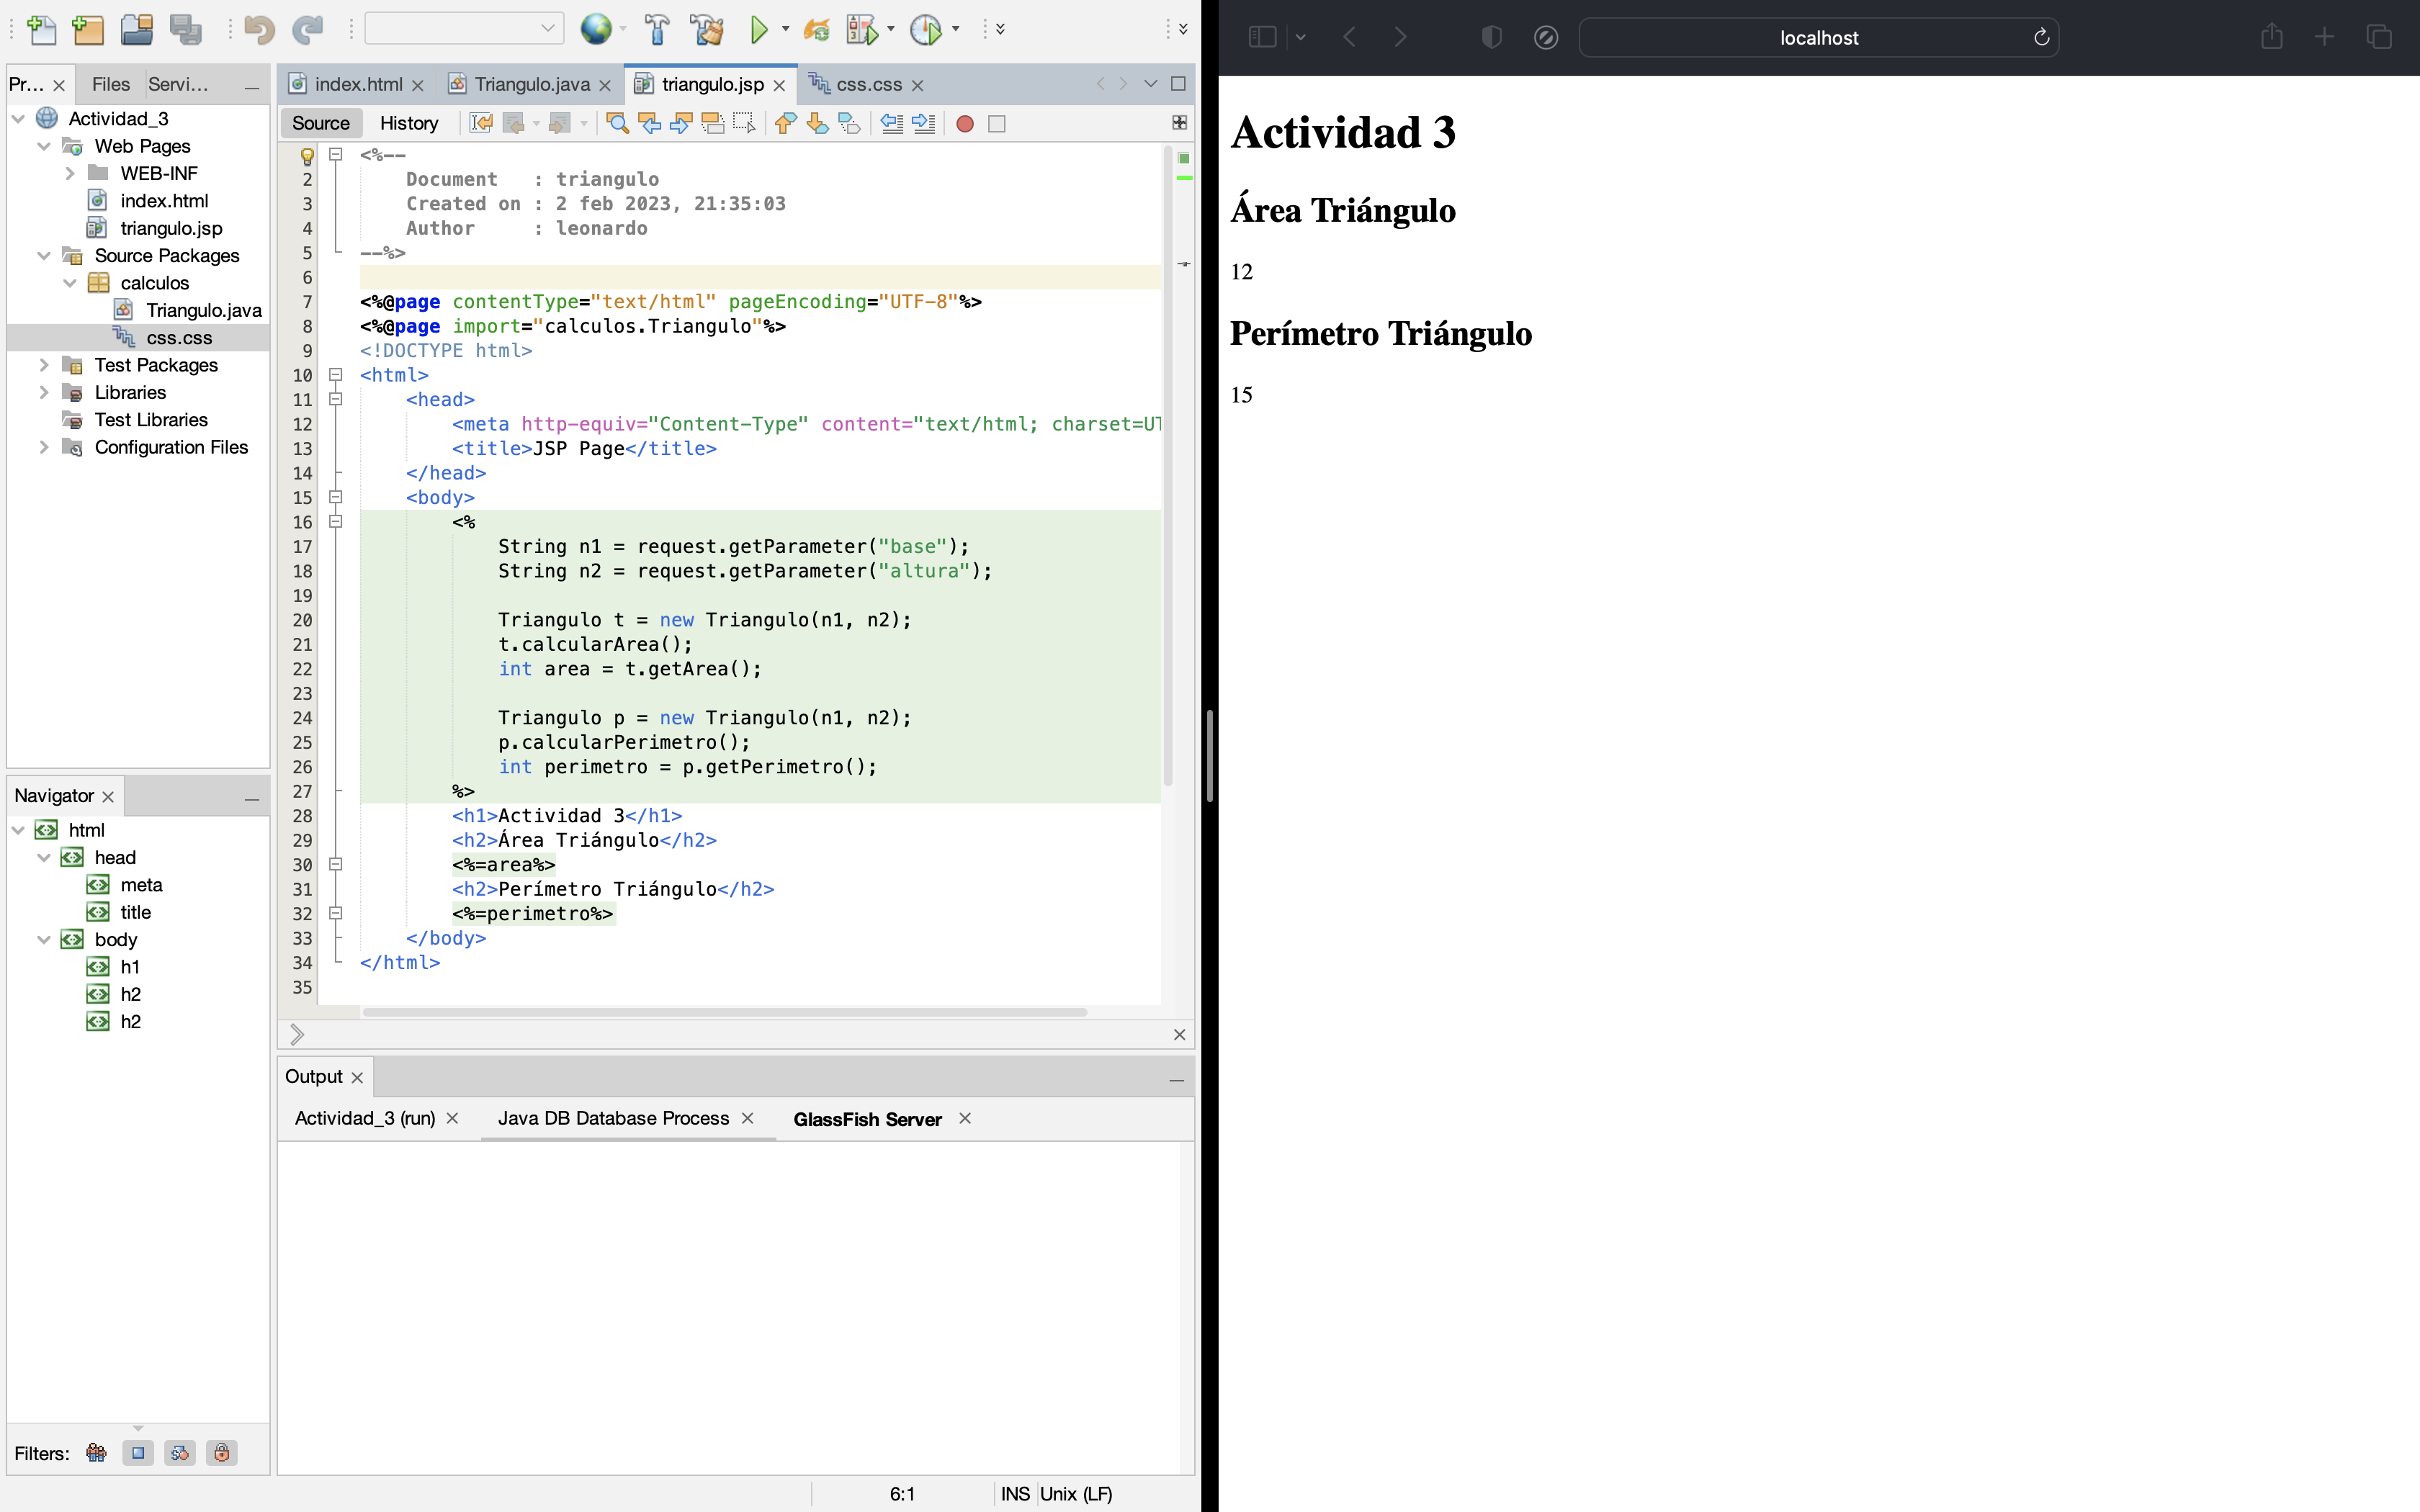 Pr...
Files
Servi...
Actividad_3
Web Pages
WEB-INF
index.html
triangulo.jsp
Source Packages
calculos
Triangulo.java
css.css
Test Packages
Libraries
Test Libraries
Configuration Files
Navigator
html
head
meta
title
body
h1
h2
h2
Filters:
index.html
Triangulo.java
triangulo.jsp
css.css
Source
History
<%--
2 Document : triangulo
3 Created on : 2 feb 2023, 21:35:03
4 Author : leonardo
5 --%>
6
7 <%@page contentType="text/html" pageEncoding="UTF-8"%>
8 <%@page import="calculos.Triangulo"%>
9 <!DOCTYPE html>
10 <html>
11 <head>
12 <meta http-equiv="Content-Type" content="text/html; charset=UT
13 <title>JSP Page</title>
14 </head>
15 <body>
16 <%
17 String n1 = request.getParameter("base");
18 String n2 = request.getParameter("altura");
19
20 Triangulo t = new Triangulo(n1, n2);
21 t.calcularArea();
22 int area = t.getArea();
23
24 Triangulo p = new Triangulo(n1, n2);
25 p.calcularPerimetro();
26 int perimetro = p.getPerimetro();
27 %>
28 <h1>Actividad 3</h1>
29 <h2>Área Triángulo</h2>
30 <%=area%>
31 <h2>Perímetro Triángulo</h2>
32 <%=perimetro%>
33 </body>
34 </html>
35
Output
Actividad_3 (run)
Java DB Database Process
GlassFish Server
6:1
INS
Unix (LF)
localhost
Actividad 3
Área Triángulo
12
Perímetro Triángulo
15